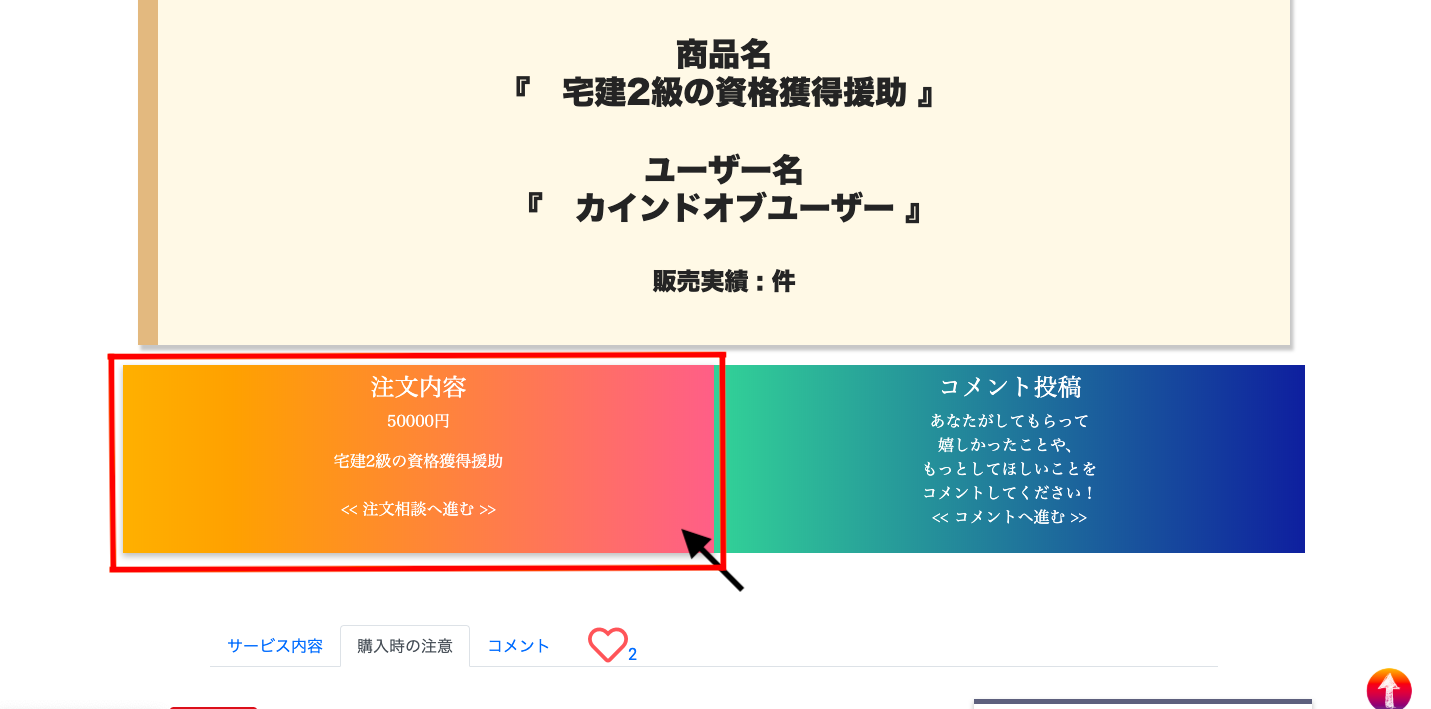 商品名
『　宅建2級の資格獲得援助 』
ユーザー名
『　カインドオブユーザー 』
販売実績 : 件
注文内容
50000円
宅建2級の資格獲得援助
<< 注文相談へ進む >>
コメント投稿
あなたがしてもらって
嬉しかったことや、
もっとしてほしいことを
コメントしてください！
<< コメントへ進む >>
サービス内容
購入時の注意
コメント
2